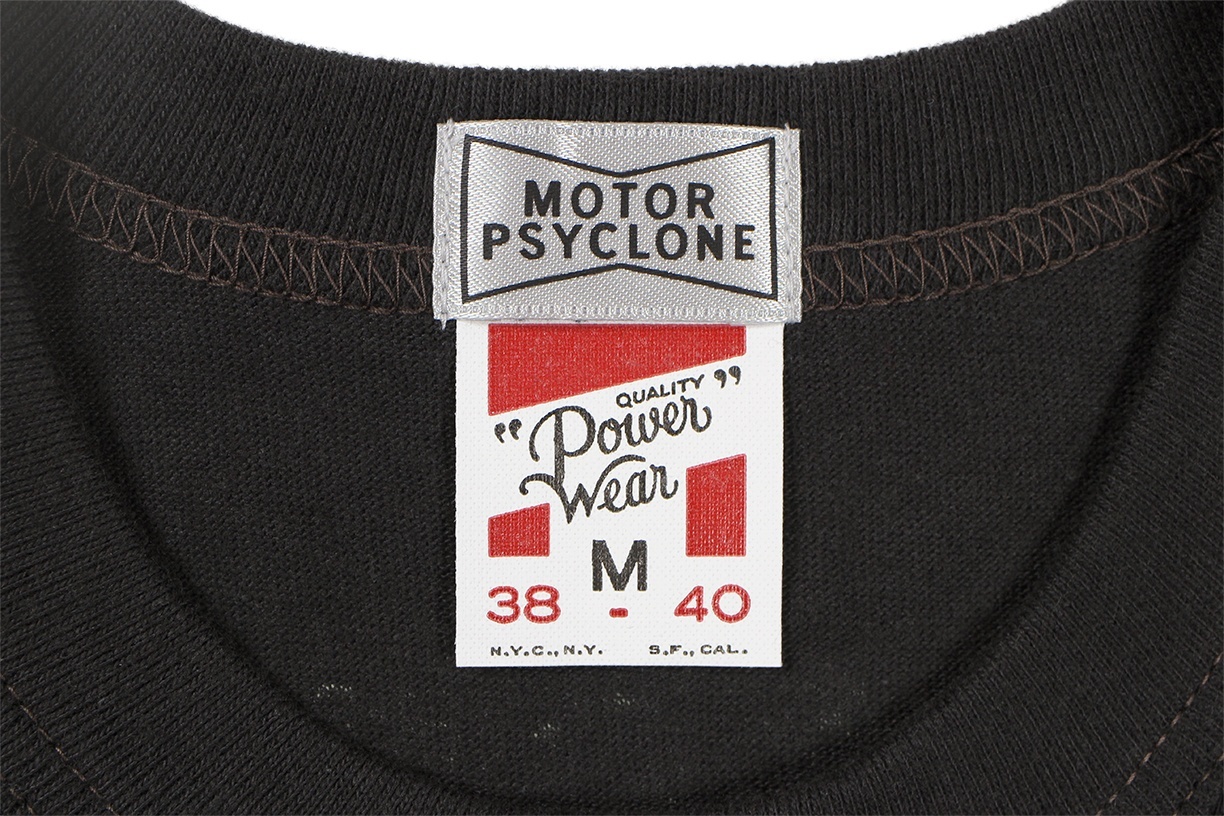 MOTOR
PSYCLONE
QUALITY
"Power"
Wear
M
38 - 40
N.Y.C., N.Y. S.F., CAL.